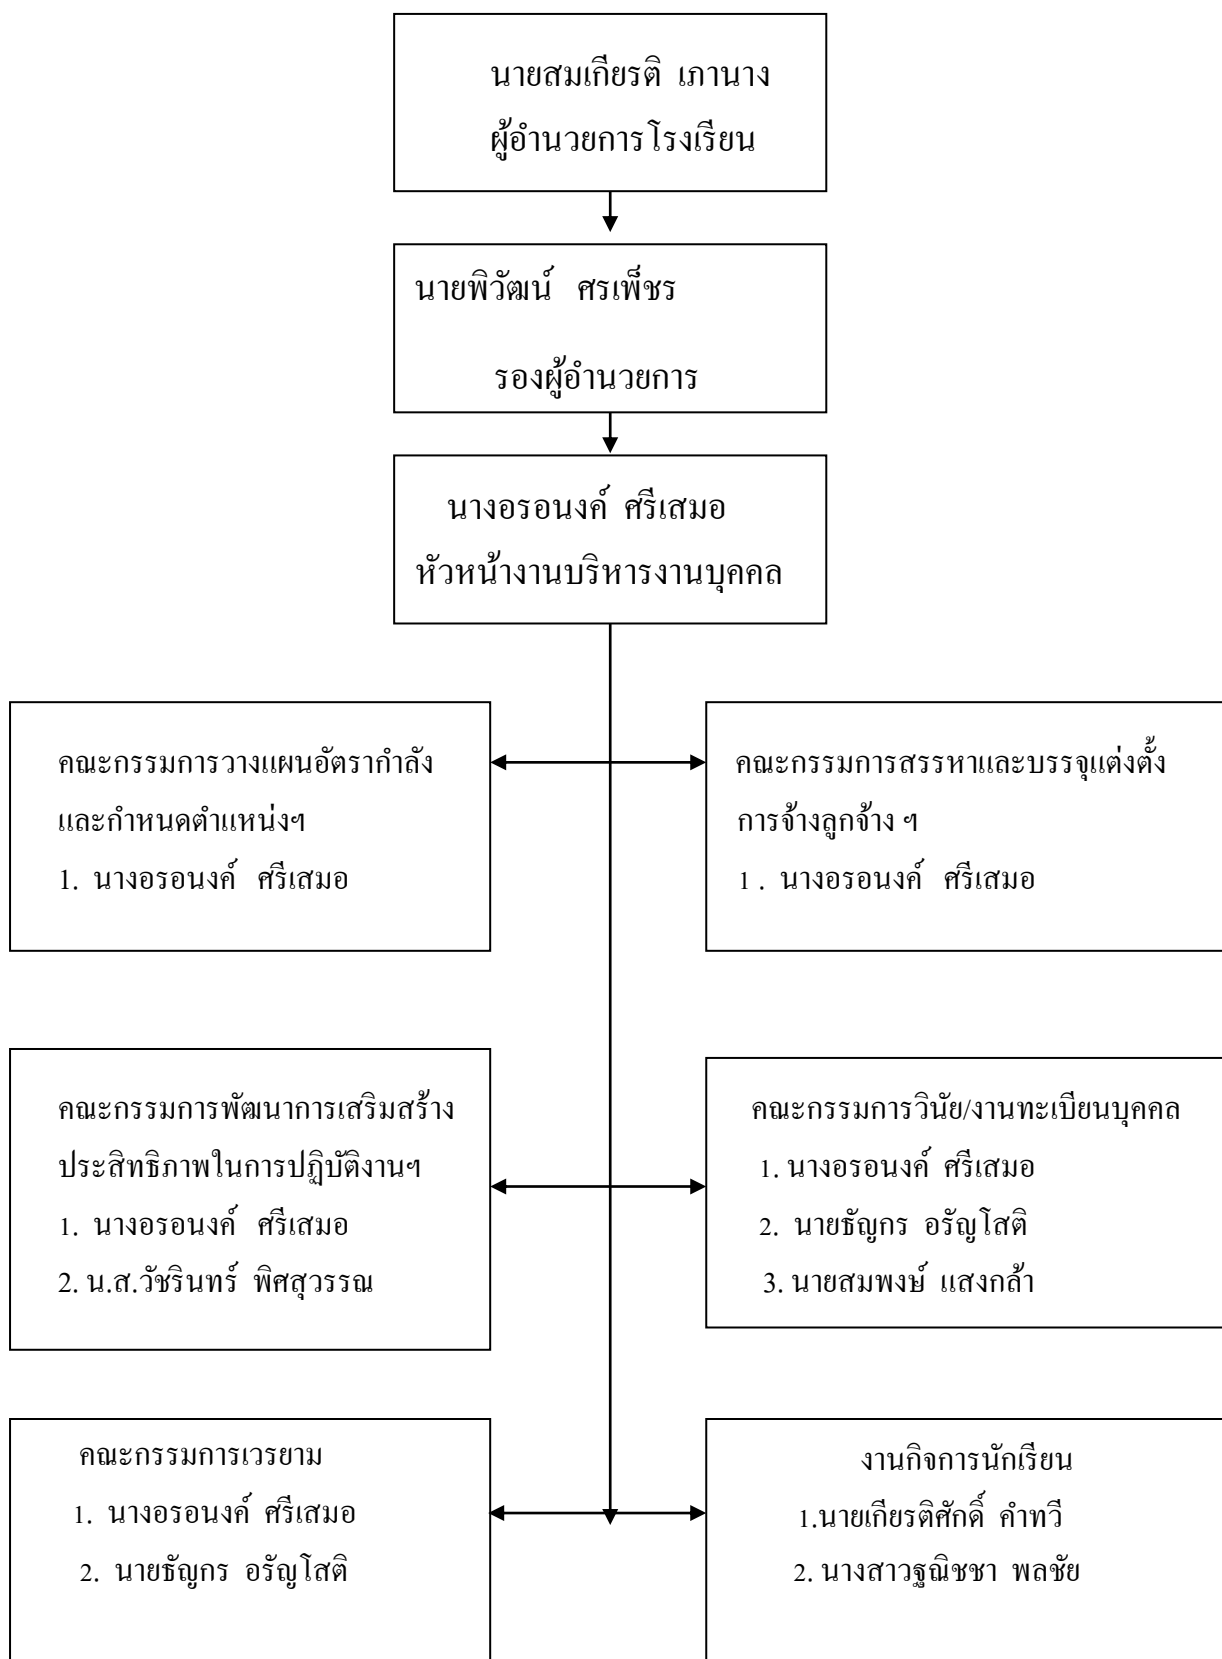 นายสมเกียรติ เภานาง
ผู้อำนวยการโรงเรียน
นายพิวัฒน์ ศรเพ็ชร
รองผู้อำนวยการ
นางอรอนงค์ ศรีเสมอ
หัวหน้างานบริหารงานบุคคล
คณะกรรมการวางแผนอัตรากำลัง
และกำหนดตำแหน่งฯ
1. นางอรอนงค์ ศรีเสมอ
คณะกรรมการสรรหาและบรรจุแต่งตั้ง
การจ้างลูกจ้าง ฯ
1 . นางอรอนงค์ ศรีเสมอ
คณะกรรมการพัฒนาการเสริมสร้าง
ประสิทธิภาพในการปฏิบัติงานฯ
1. นางอรอนงค์ ศรีเสมอ
2. น.ส.วัชรินทร์ พิศสุวรรณ
คณะกรรมการวินัย/งานทะเบียนบุคคล
1. นางอรอนงค์ ศรีเสมอ
2. นายธัญกร อรัญโสติ
3. นายสมพงษ์ แสงกล้า
คณะกรรมการเวรยาม
1. นางอรอนงค์ ศรีเสมอ
2. นายธัญกร อรัญโสติ
งานกิจการนักเรียน
1.นายเกียรติศักดิ์ คำทวี
2. นางสาวฐณิชชา พลชัย